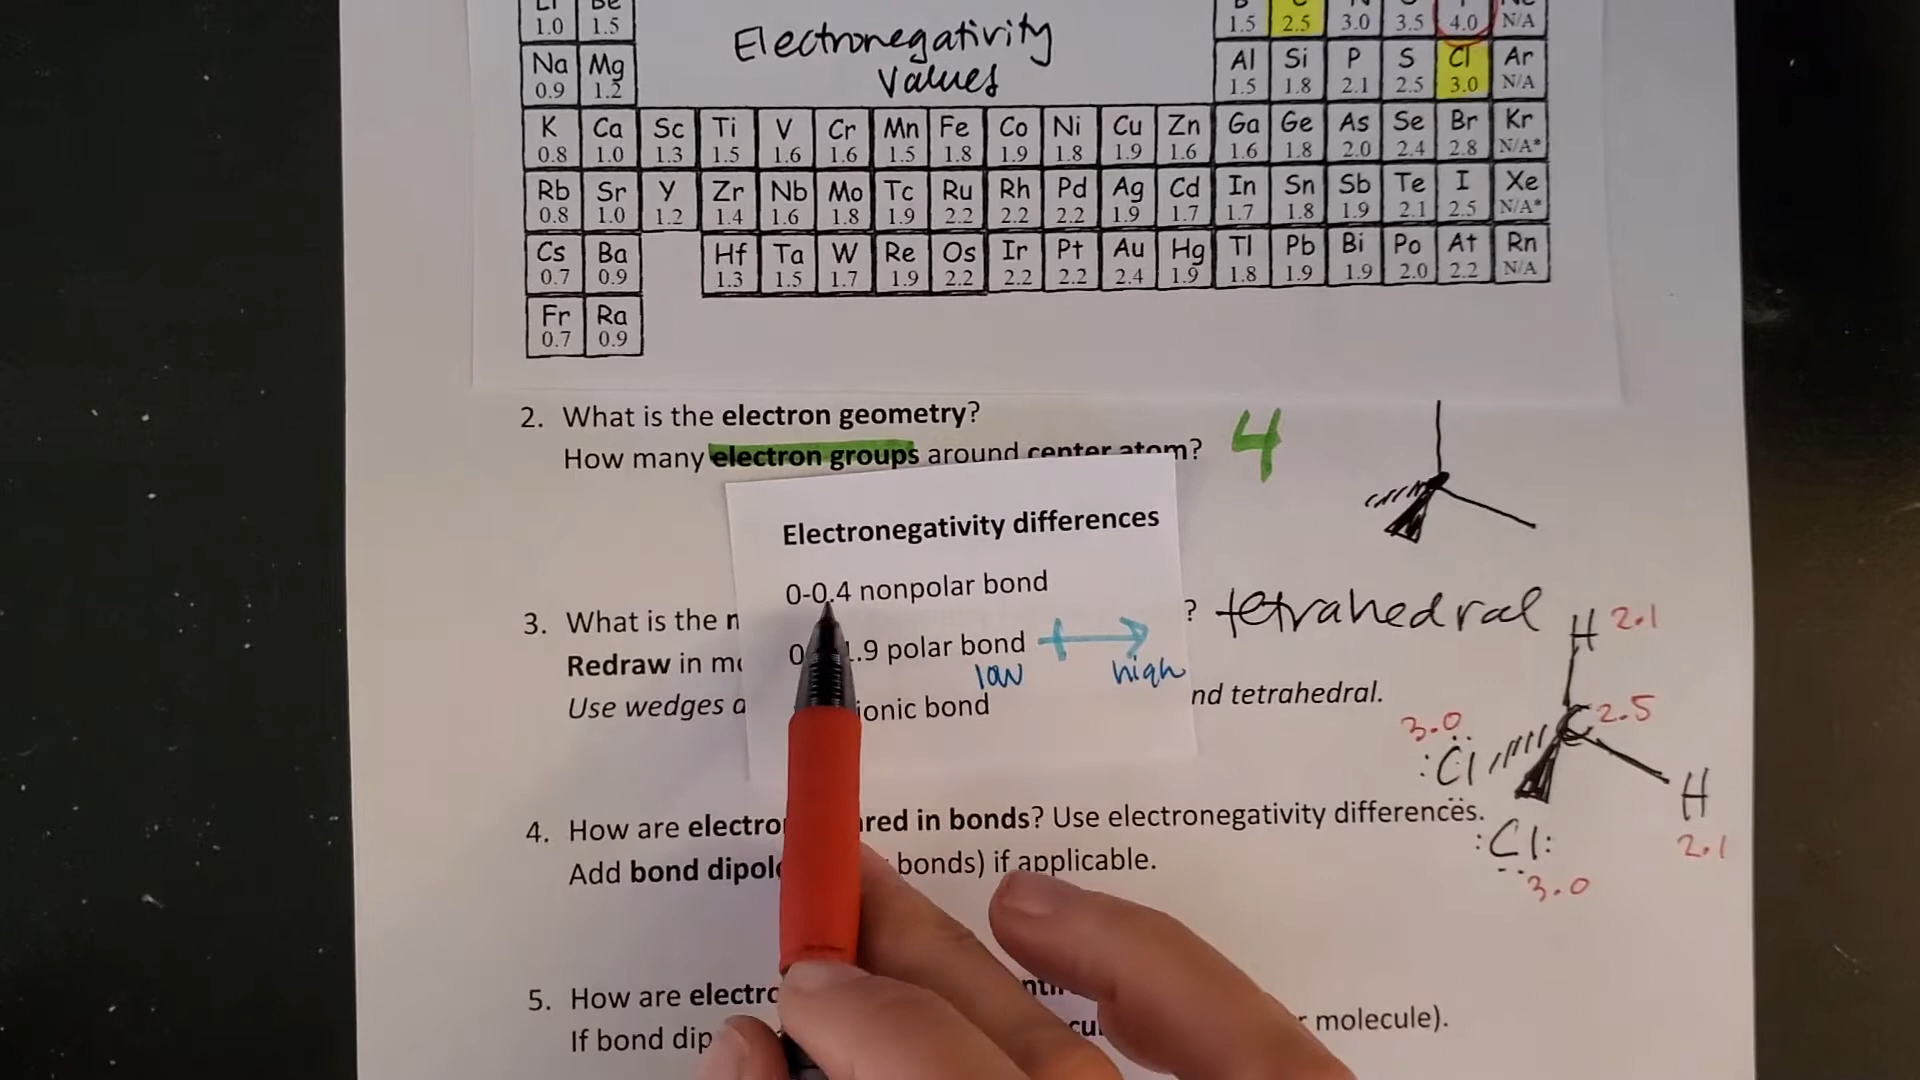 Li Be B C N O F Ne
1.0 1.5 1.5 2.5 3.0 3.5 4.0 N/A
Electronegativity
Values
Na Mg Al Si P S Cl Ar
0.9 1.2 1.5 1.8 2.1 2.5 3.0 N/A
K Ca Sc Ti V Cr Mn Fe Co Ni Cu Zn Ga Ge As Se Br Kr
0.8 1.0 1.3 1.5 1.6 1.6 1.5 1.8 1.9 1.8 1.9 1.6 1.6 1.8 2.0 2.4 2.8 N/A*
Rb Sr Y Zr Nb Mo Tc Ru Rh Pd Ag Cd In Sn Sb Te I Xe
0.8 1.0 1.2 1.4 1.6 1.8 1.9 2.2 2.2 2.2 1.9 1.7 1.7 1.8 1.9 2.1 2.5 N/A*
Cs Ba Hf Ta W Re Os Ir Pt Au Hg Tl Pb Bi Po At Rn
0.7 0.9 1.3 1.5 1.7 1.9 2.2 2.2 2.2 2.4 1.9 1.8 1.9 1.9 2.0 2.2 N/A
Fr Ra
0.7 0.9
2. What is the electron geometry?
How many electron groups around center atom? 4
Electronegativity differences
0-0.4 nonpolar bond
1.9 polar bond
low high
ionic bond
3. What is the ? tetrahedral
Redraw in
Use wedges nd tetrahedral.
H 2.1
C 2.5
3.0
:Cl
H
2.1
:Cl:
3.0
4. How are electro red in bonds? Use electronegativity differences.
Add bond dipol bonds) if applicable.
5. How are electro
If bond dip molecule).